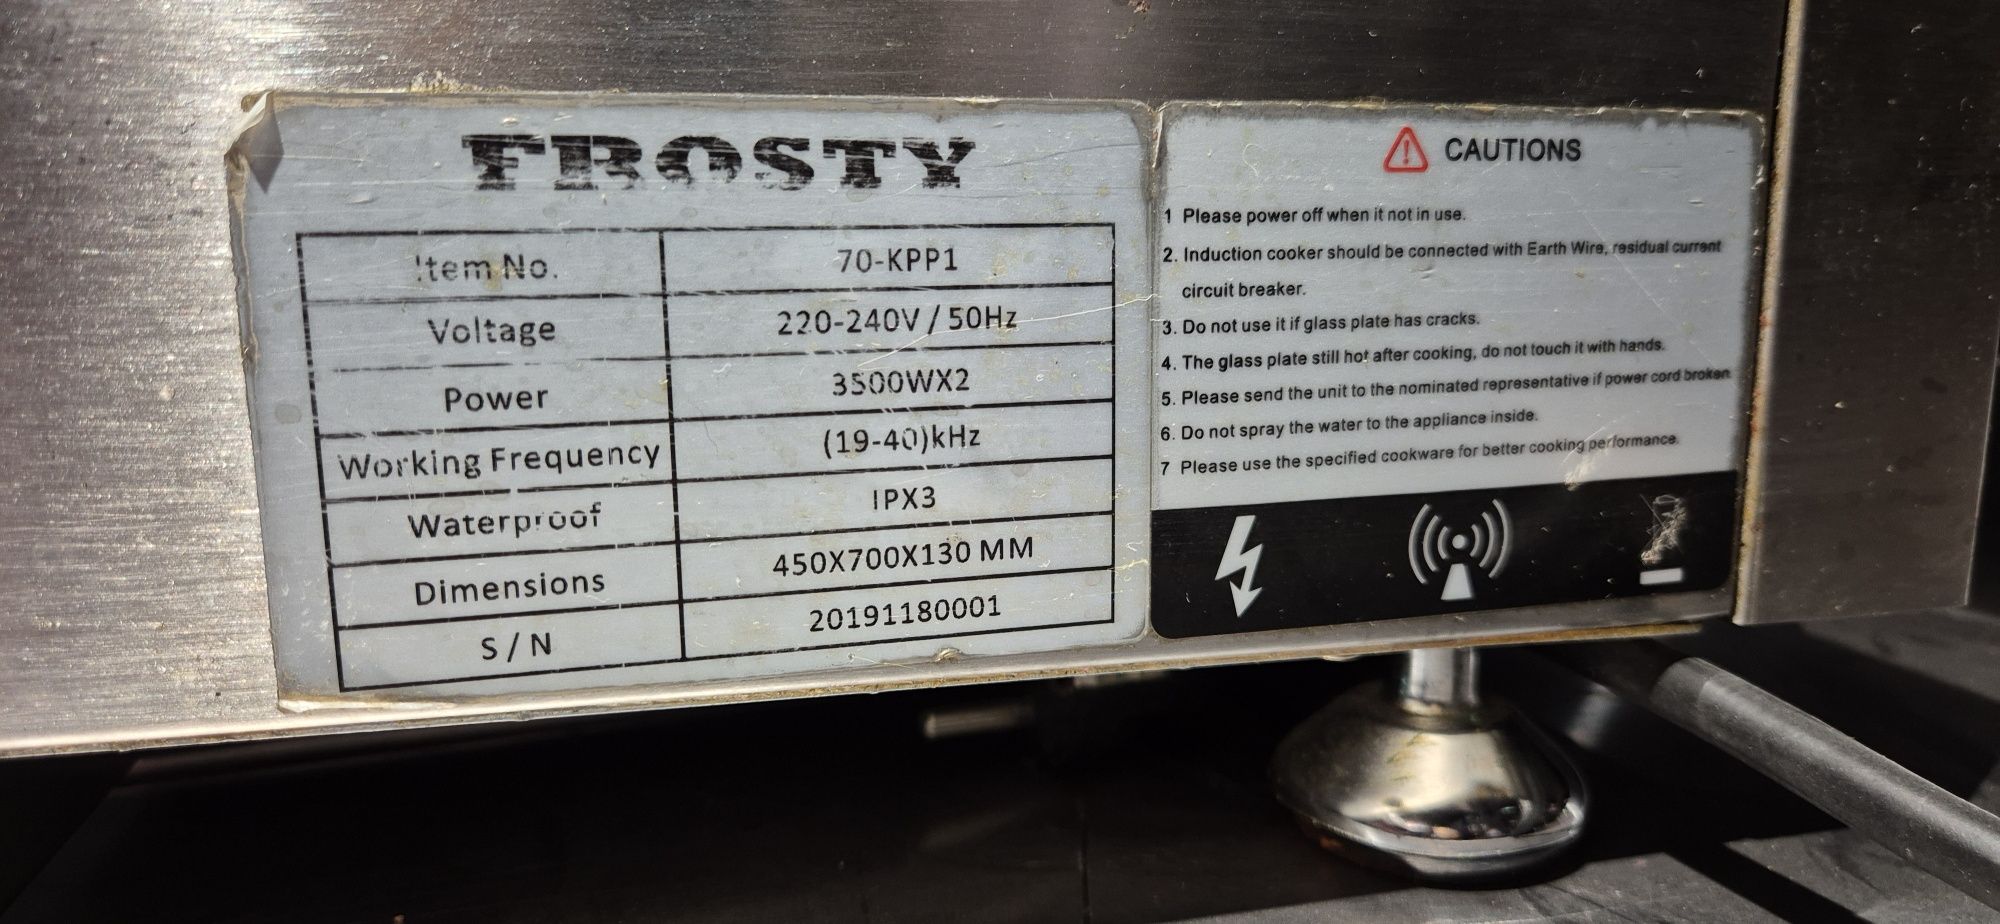 FROSTY
Item No. 70-KPP1
Voltage 220-240V / 50Hz
Power 3500WX2
Working Frequency (19-40)kHz
Waterproof IPX3
Dimensions 450X700X130 MM
S / N 20191180001
CAUTIONS
1 Please power off when it not in use.
2. Induction cooker should be connected with Earth Wire, residual current
circuit breaker.
3. Do not use it if glass plate has cracks.
4. The glass plate still hot after cooking, do not touch it with hands.
5. Please send the unit to the nominated representative if power cord broken
6. Do not spray the water to the appliance inside.
7 Please use the specified cookware for better cooking performance.